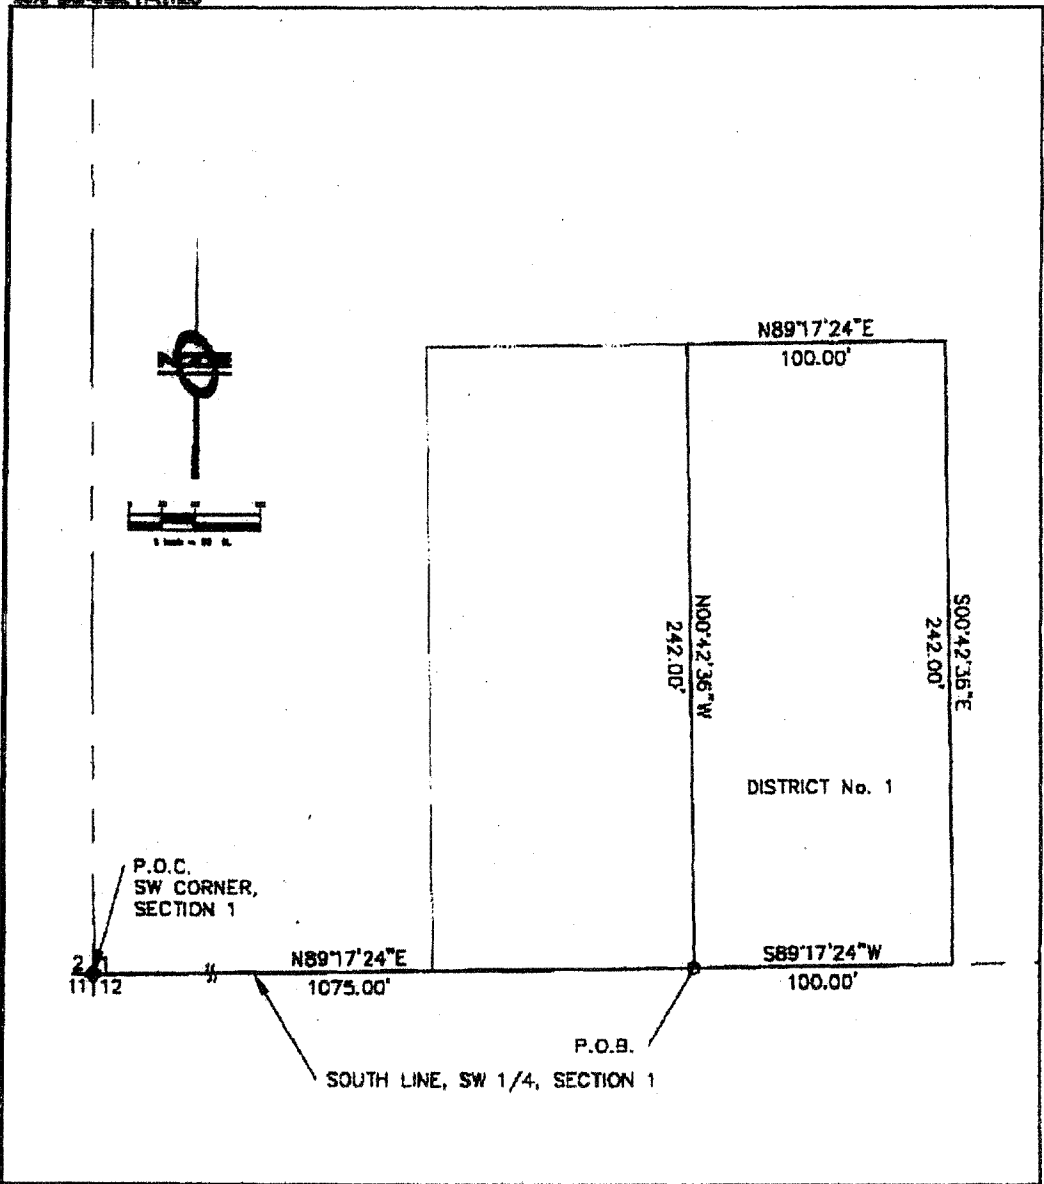 N89°17'24"E
100.00'
N00°42'36"W
242.00'
S00°42'36"E
242.00'
DISTRICT No. 1
P.O.C.
SW CORNER,
SECTION 1
2 1
11 12
N89°17'24"E
1075.00'
S89°17'24"W
100.00'
P.O.B.
SOUTH LINE, SW 1/4, SECTION 1